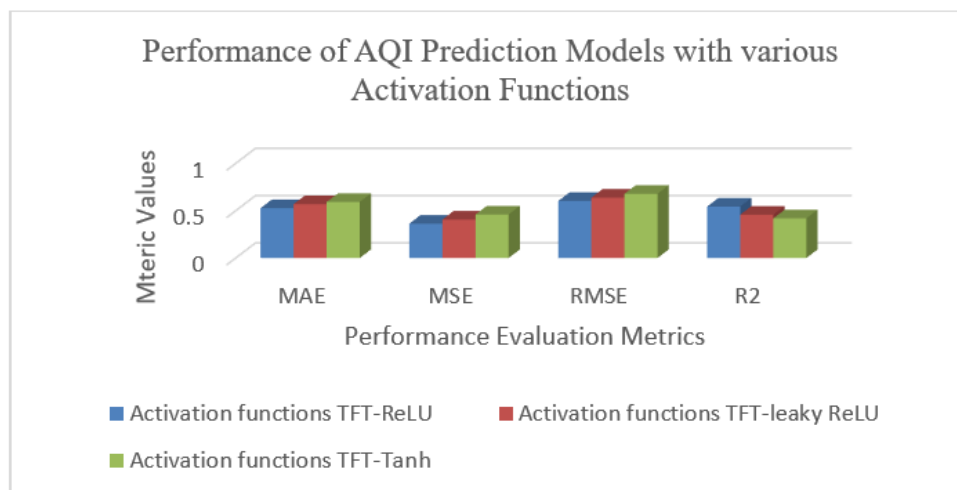 Performance of AQI Prediction Models with various
Activation Functions
1
0.5
0
Mteric Values
MAE MSE RMSE R2
Performance Evaluation Metrics
Activation functions TFT-ReLU Activation functions TFT-leaky ReLU
Activation functions TFT-Tanh